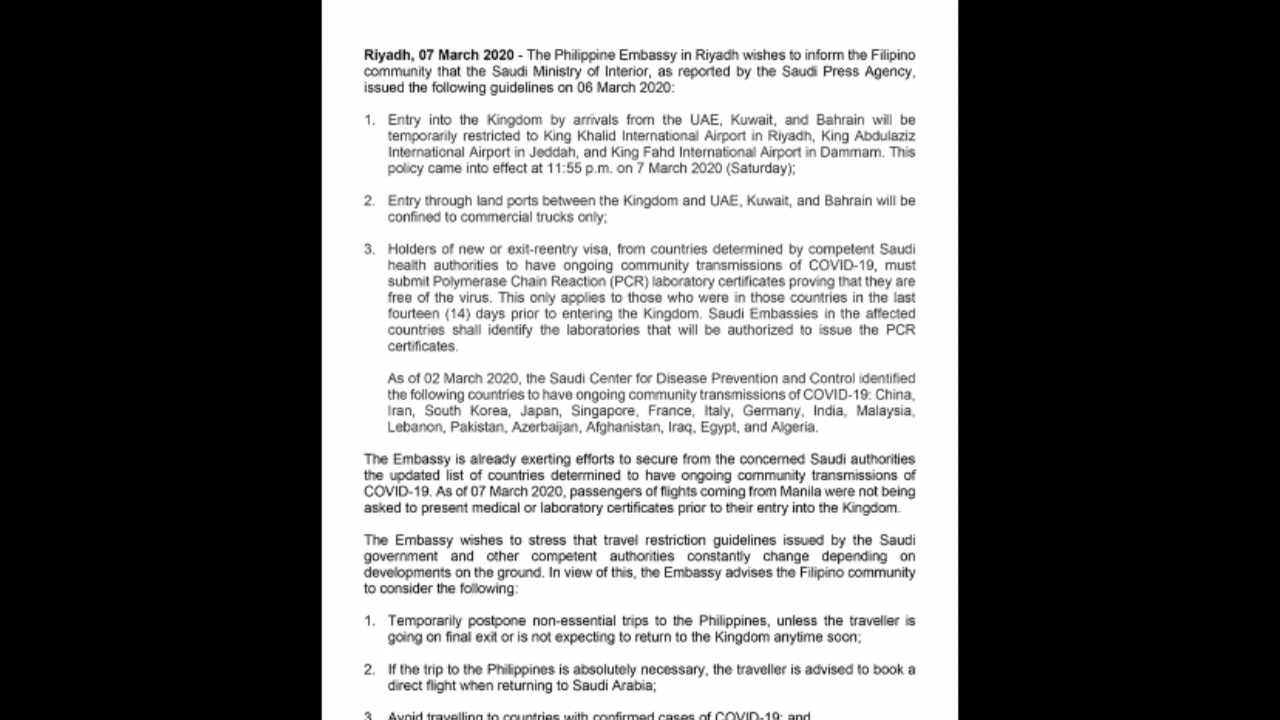 Riyadh, 07 March 2020 - The Philippine Embassy in Riyadh wishes to inform the Filipino
community that the Saudi Ministry of Interior, as reported by the Saudi Press Agency,
issued the following guidelines on 06 March 2020:
1. Entry into the Kingdom by arrivals from the UAE, Kuwait, and Bahrain will be
temporarily restricted to King Khalid International Airport in Riyadh, King Abdulaziz
International Airport in Jeddah, and King Fahd International Airport in Dammam. This
policy came into effect at 11:55 p.m. on 7 March 2020 (Saturday);
2. Entry through land ports between the Kingdom and UAE, Kuwait, and Bahrain will be
confined to commercial trucks only;
3. Holders of new or exit-reentry visa, from countries determined by competent Saudi
health authorities to have ongoing community transmissions of COVID-19, must
submit Polymerase Chain Reaction (PCR) laboratory certificates proving that they are
free of the virus. This only applies to those who were in those countries in the last
fourteen (14) days prior to entering the Kingdom. Saudi Embassies in the affected
countries shall identify the laboratories that will be authorized to issue the PCR
certificates.
As of 02 March 2020, the Saudi Center for Disease Prevention and Control identified
the following countries to have ongoing community transmissions of COVID-19: China,
Iran, South Korea, Japan, Singapore, France, Italy, Germany, India, Malaysia,
Lebanon, Pakistan, Azerbaijan, Afghanistan, Iraq, Egypt, and Algeria.
The Embassy is already exerting efforts to secure from the concerned Saudi authorities
the updated list of countries determined to have ongoing community transmissions of
COVID-19. As of 07 March 2020, passengers of flights coming from Manila were not being
asked to present medical or laboratory certificates prior to their entry into the Kingdom.
The Embassy wishes to stress that travel restriction guidelines issued by the Saudi
government and other competent authorities constantly change depending on
developments on the ground. In view of this, the Embassy advises the Filipino community
to consider the following:
1. Temporarily postpone non-essential trips to the Philippines, unless the traveller is
going on final exit or is not expecting to return to the Kingdom anytime soon;
2. If the trip to the Philippines is absolutely necessary, the traveller is advised to book a
direct flight when returning to Saudi Arabia;
3. Avoid travelling to countries with confirmed cases of COVID-19; and